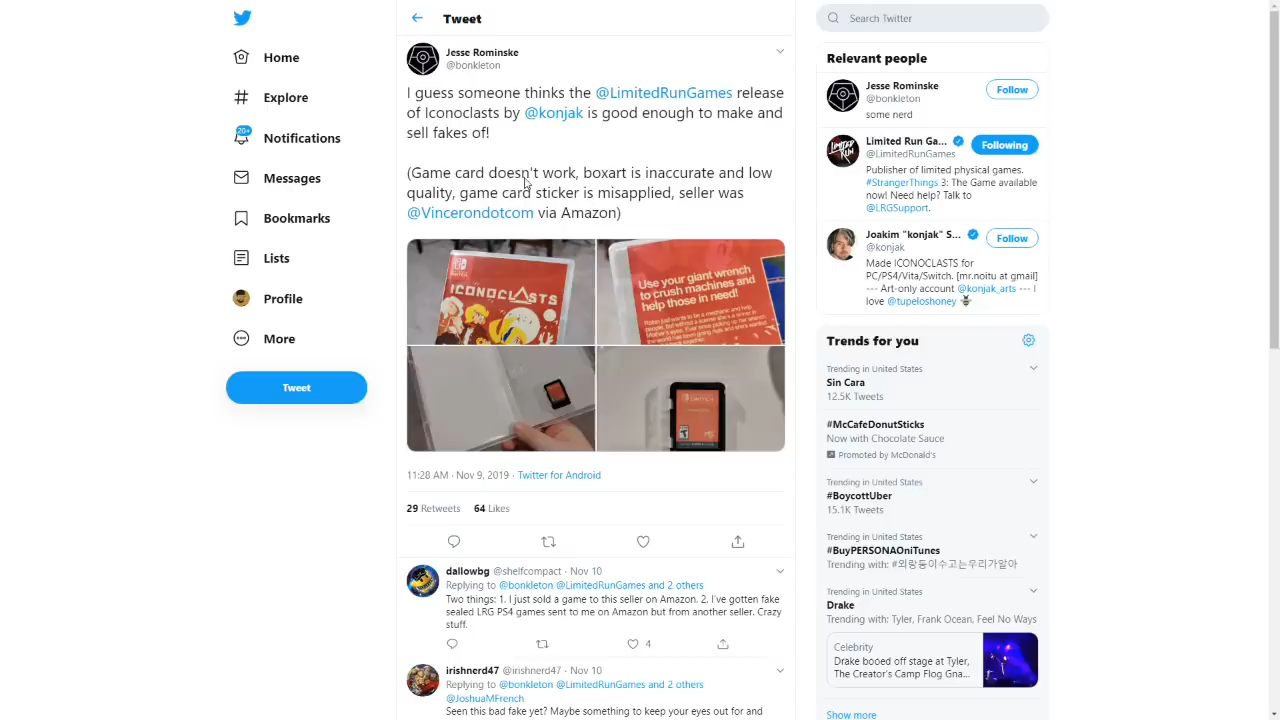 Tweet
Home
Explore
20+
Notifications
Messages
Bookmarks
Lists
Profile
More
Tweet
Jesse Rominske
@bonkleton
I guess someone thinks the @LimitedRunGames release
of Iconoclasts by @konjak is good enough to make and
sell fakes of!
(Game card doesn't work, boxart is inaccurate and low
quality, game card sticker is misapplied, seller was
@Vincerondotcom via Amazon)
ICONOCLASTS
Use your giant wrench
to crush machines and
help those in need!
SWITCH
11:28 AM · Nov 9, 2019 · Twitter for Android
29 Retweets 64 Likes
dallowbg @shelfcompact · Nov 10
Replying to @bonkleton @LimitedRunGames and 2 others
Two things: 1. I just sold a game to this seller on Amazon. 2. I've gotten fake
sealed LRG PS4 games sent to me on Amazon but from another seller. Crazy
stuff.
4
irishnerd47 @irishnerd47 · Nov 10
Replying to @bonkleton @LimitedRunGames and 2 others
@JoshuaMFrench
Seen this bad fake yet? Maybe something to keep your eyes out for and
Search Twitter
Relevant people
Jesse Rominske
@bonkleton
some nerd
Follow
LIMITED RUN
Limited Run Ga...
@LimitedRunGames
Following
Publisher of limited physical games.
#StrangerThings 3: The Game available
now! Need help? Talk to
@LRGSupport.
Joakim "konjak" S...
@konjak
Follow
Made ICONOCLASTS for
PC/PS4/Vita/Switch. [mr.noitu at gmail]
--- Art-only account @konjak_arts --- I
love @tupeloshoney
Trends for you
Trending in United States
Sin Cara
12.5K Tweets
#McCafeDonutSticks
Now with Chocolate Sauce
Promoted by McDonald's
Trending in United States
#BoycottUber
15.1K Tweets
Trending in United States
#BuyPERSONAOniTunes
Trending with: #외랑둥이수고는우리가알아
Trending in United States
Drake
Trending with: Tyler, Frank Ocean, Feel No Ways
Celebrity
Drake booed off stage at Tyler,
The Creator's Camp Flog Gna...
Show more